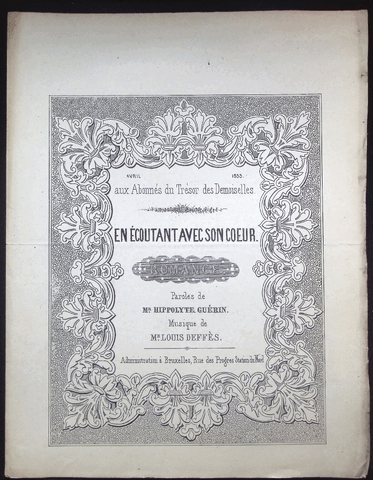 AVRIL 1855.
aux Abonnés du Trésor des Demoiselles
EN ÉCOUTANT AVEC SON COEUR.
ROMANCE
Paroles de
Mr HIPPOLYTE GUÉRIN.
Musique de
Mr LOUIS DEFFÈS.
Administration à Bruxelles, Rue des Progrès Station du Nord